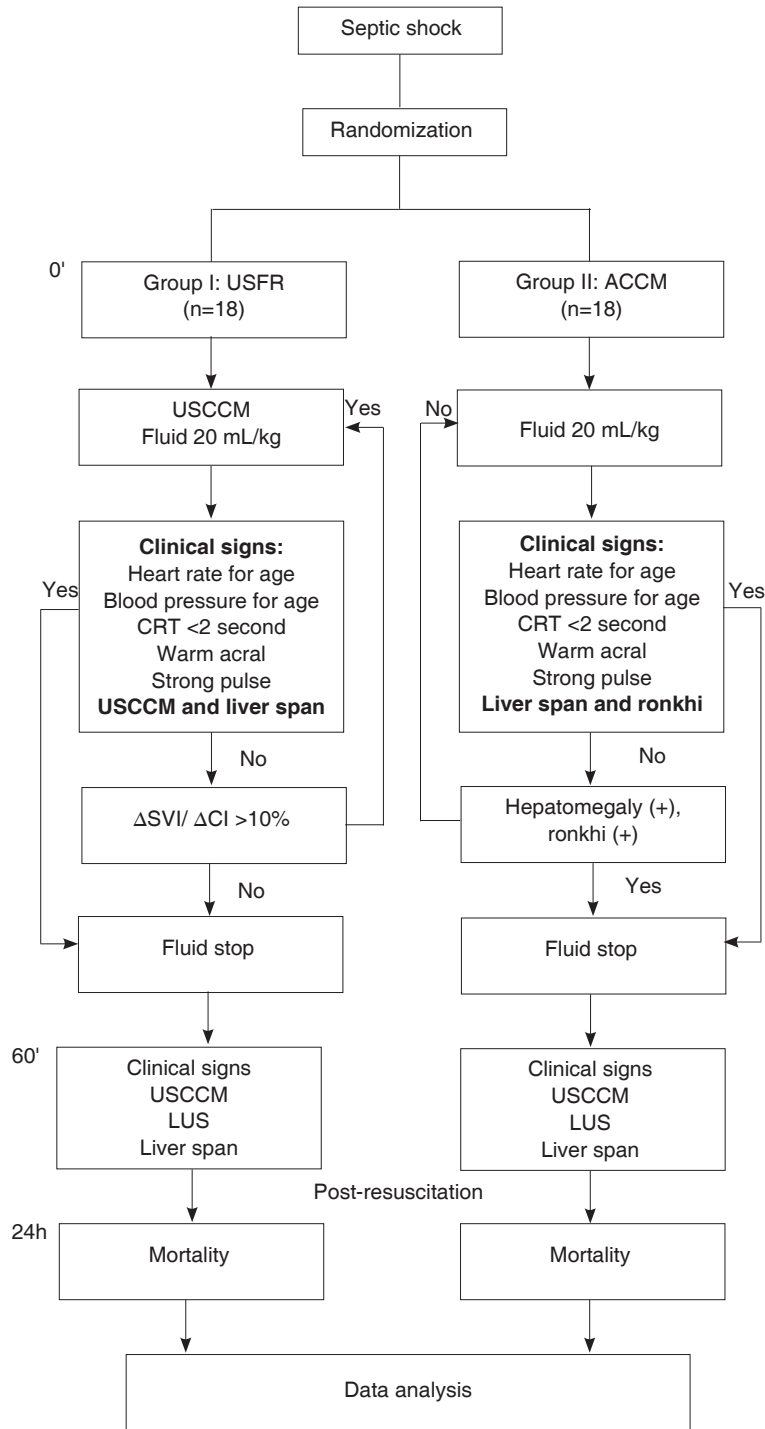 Septic shock
Randomization
0'
Group I: USFR
(n=18)
Group II: ACCM
(n=18)
USCCM
Fluid 20 mL/kg
Yes
No
Fluid 20 mL/kg
Yes
Clinical signs:
Heart rate for age
Blood pressure for age
CRT <2 second
Warm acral
Strong pulse
USCCM and liver span
Clinical signs:
Heart rate for age
Blood pressure for age
CRT <2 second
Warm acral
Strong pulse
Liver span and ronkhi
Yes
No
No
ΔSVI/ ΔCI >10%
Hepatomegaly (+),
ronkhi (+)
No
Yes
Fluid stop
Fluid stop
60'
Clinical signs
USCCM
LUS
Liver span
Clinical signs
USCCM
LUS
Liver span
Post-resuscitation
24h
Mortality
Mortality
Data analysis